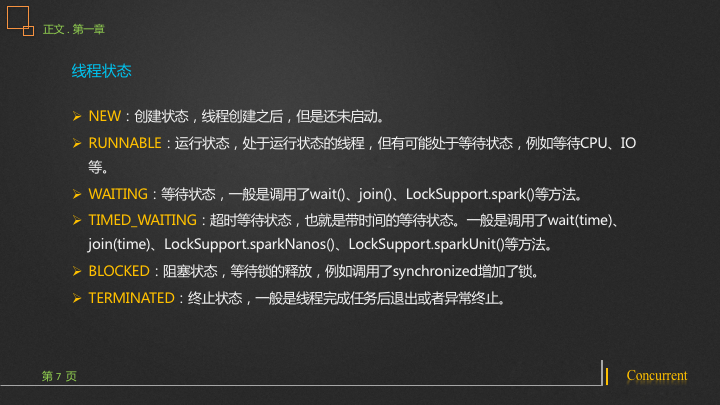 正文 . 第一章
线程状态
➢ NEW：创建状态，线程创建之后，但是还未启动。
➢ RUNNABLE：运行状态，处于运行状态的线程，但有可能处于等待状态，例如等待CPU、IO
等。
➢ WAITING：等待状态，一般是调用了wait()、join()、LockSupport.spark()等方法。
➢ TIMED_WAITING：超时等待状态，也就是带时间的等待状态。一般是调用了wait(time)、
join(time)、LockSupport.sparkNanos()、LockSupport.sparkUnit()等方法。
➢ BLOCKED：阻塞状态，等待锁的释放，例如调用了synchronized增加了锁。
➢ TERMINATED：终止状态，一般是线程完成任务后退出或者异常终止。
第 7 页
Concurrent